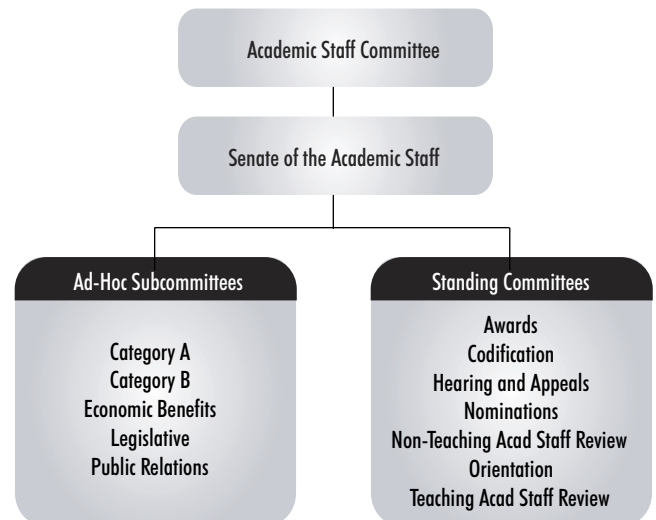 Academic Staff Committee
Senate of the Academic Staff
Ad-Hoc Subcommittees
Category A
Category B
Economic Benefits
Legislative
Public Relations
Standing Committees
Awards
Codification
Hearing and Appeals
Nominations
Non-Teaching Acad Staff Review
Orientation
Teaching Acad Staff Review